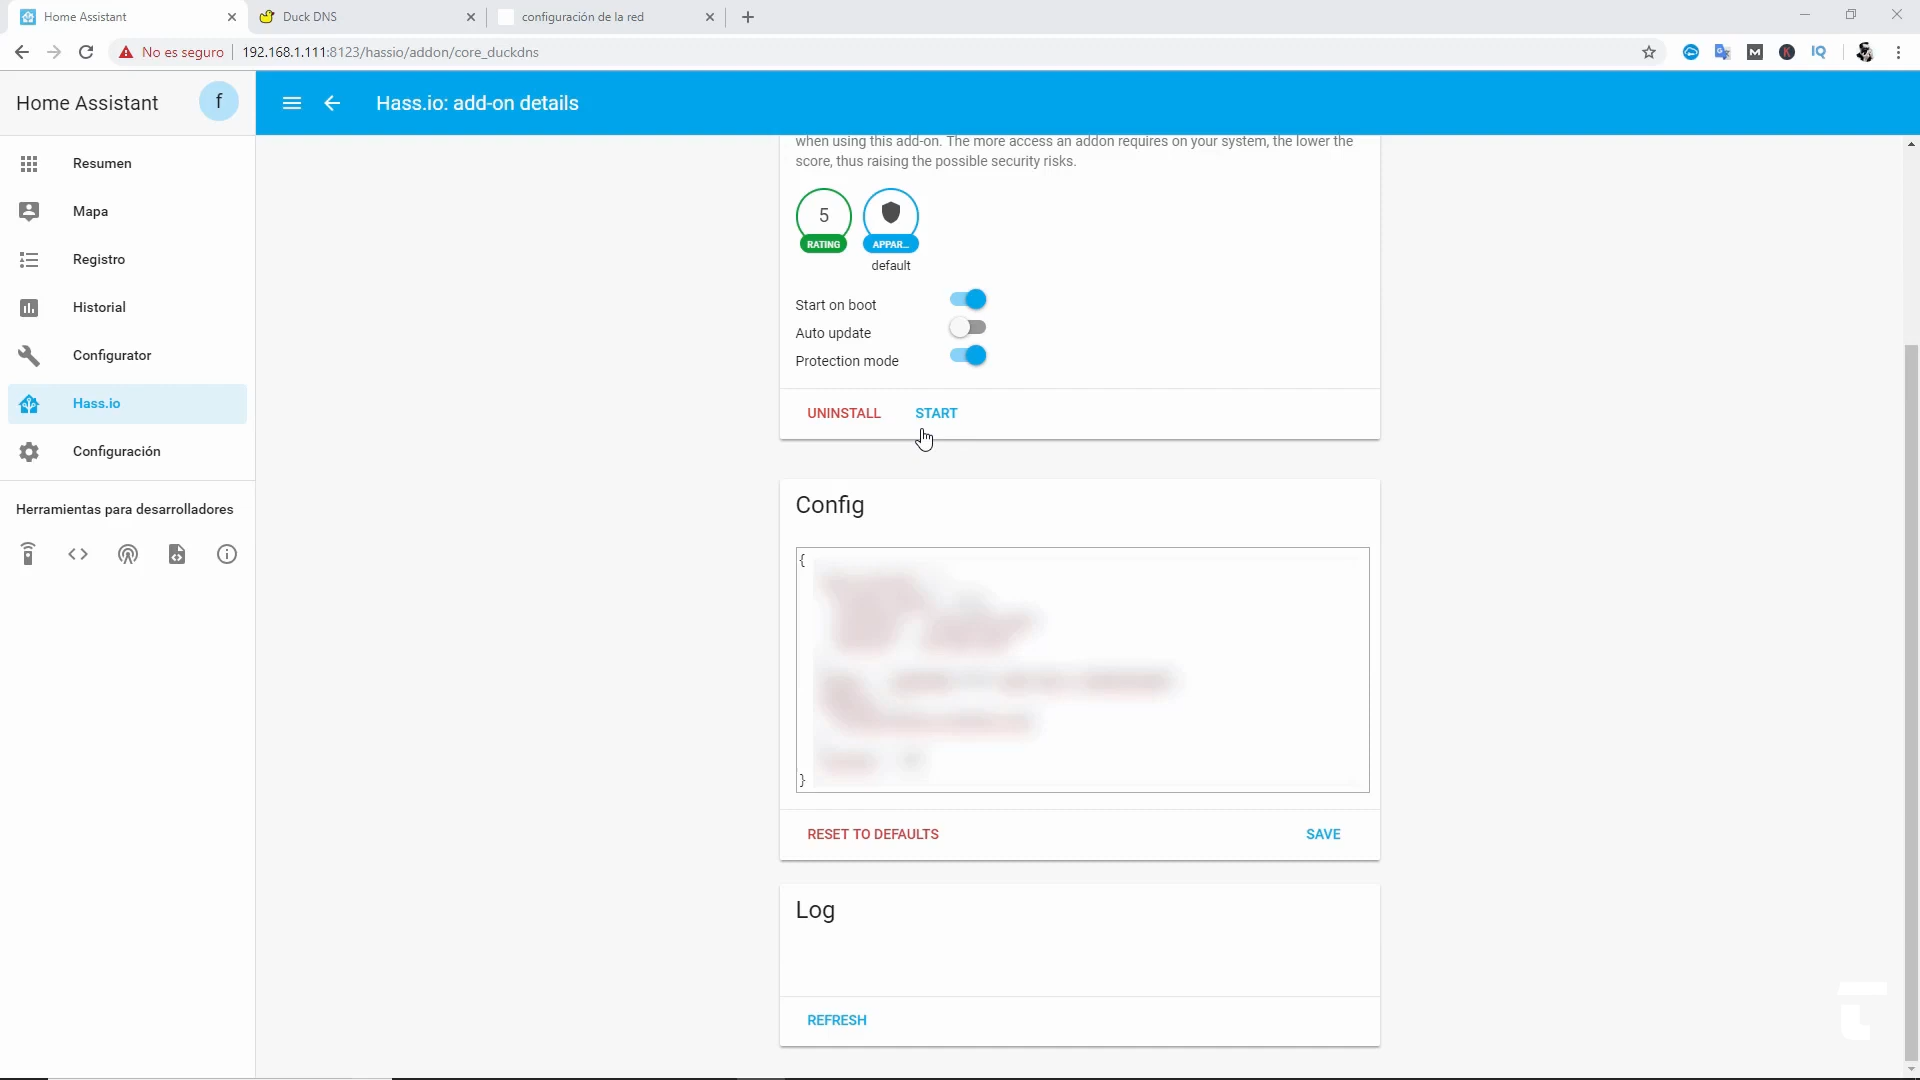 Home Assistant
Duck DNS
configuración de la red
No es seguro
192.168.1.111:8123/hassio/addon/core_duckdns
Home Assistant
f
Hass.io: add-on details
Resumen
Mapa
Registro
Historial
Configurator
Hass.io
Configuración
Herramientas para desarrolladores
when using this add-on. The more access an addon requires on your system, the lower the
score, thus raising the possible security risks.
5
RATING
APPAR...
default
Start on boot
Auto update
Protection mode
UNINSTALL
START
Config
{
}
RESET TO DEFAULTS
SAVE
Log
REFRESH